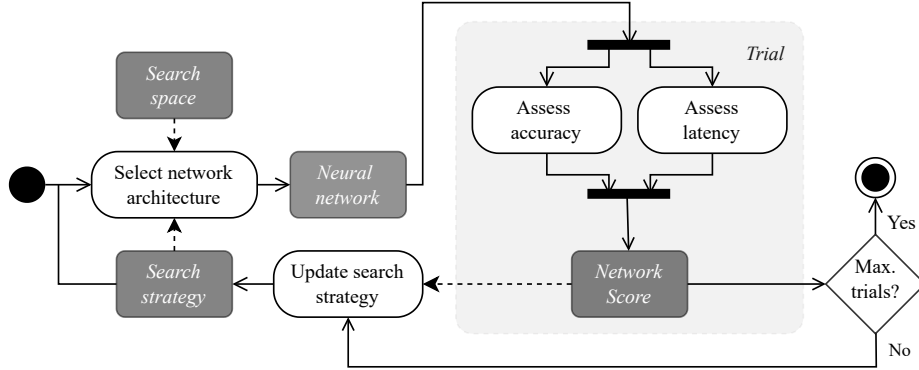 Trial
Search
space
Assess
accuracy
Assess
latency
Select network
architecture
Neural
network
Yes
Search
strategy
Update search
strategy
Network
Score
Max.
trials?
No